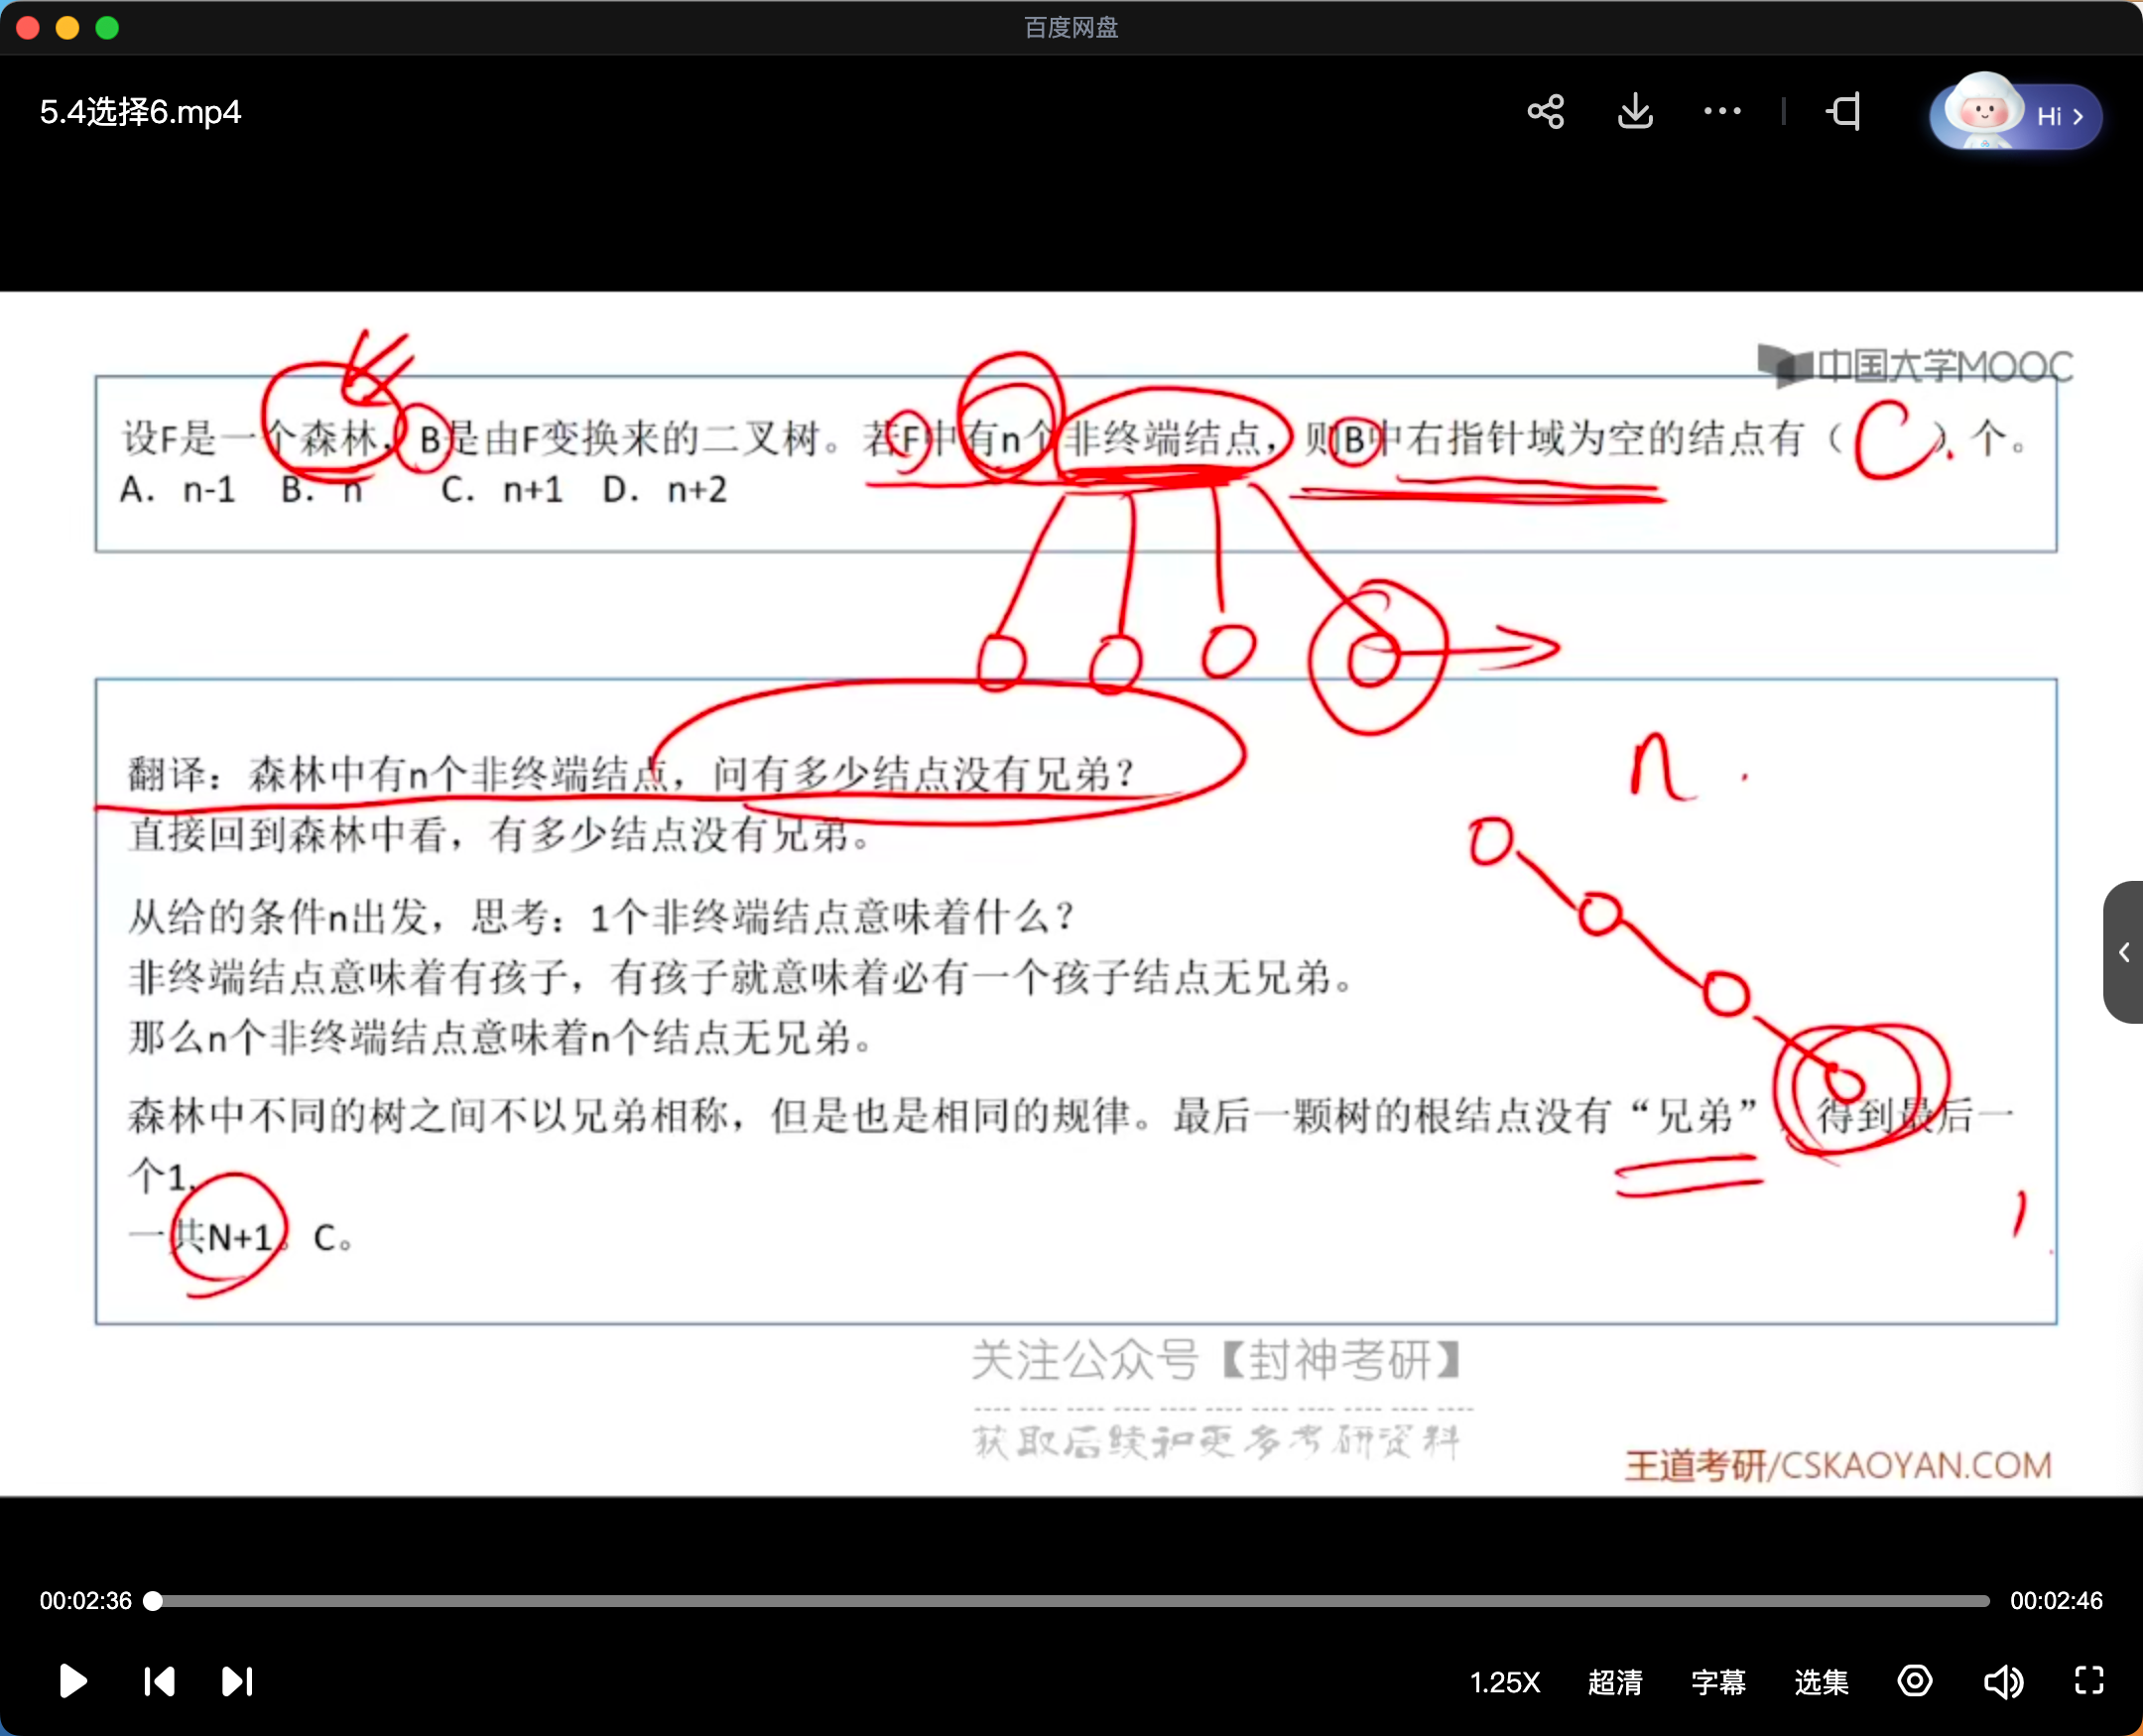 百度网盘
5.4选择6.mp4
Hi
中国大学MOOC
设F是一个森林，B是由F变换来的二叉树。若F中有n个非终端结点，则B中右指针域为空的结点有（C）个。
A. n-1 B. n C. n+1 D. n+2
翻译：森林中有n个非终端结点，问有多少结点没有兄弟？
n
直接回到森林中看，有多少结点没有兄弟。
从给的条件n出发，思考：1个非终端结点意味着什么？
非终端结点意味着有孩子，有孩子就意味着必有一个孩子结点无兄弟。
那么n个非终端结点意味着n个结点无兄弟。
森林中不同的树之间不以兄弟相称，但是也是相同的规律。最后一颗树的根结点没有“兄弟” 得到最后一
个1.
1
一共N+1。C。
关注公众号【封神考研】
获取后续和更多考研资料
王道考研/CSKAOYAN.COM
00:02:36
00:02:46
1.25X 超清 字幕 选集